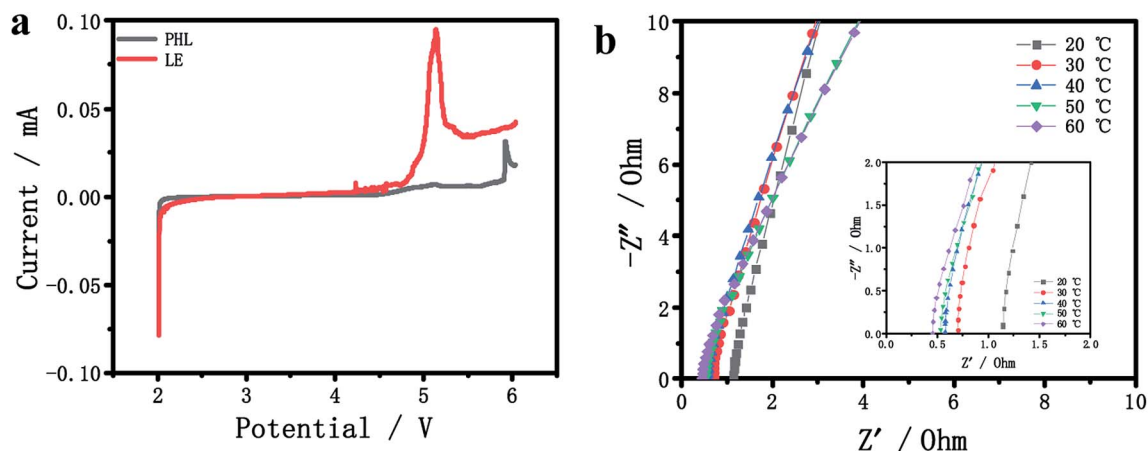 a
PHL
LE
Current / mA
0.10
0.05
0.00
-0.05
-0.10
2 3 4 5 6
Potential / V
b
-Z″ / Ohm
10
8
6
4
2
0
20 ℃
30 ℃
40 ℃
50 ℃
60 ℃
-Z″ / Ohm
2.0
1.5
1.0
0.5
0.0
20 ℃
30 ℃
40 ℃
50 ℃
60 ℃
0.0 0.5 1.0 1.5 2.0
Z′ / Ohm
0 2 4 6 8 10
Z′ / Ohm